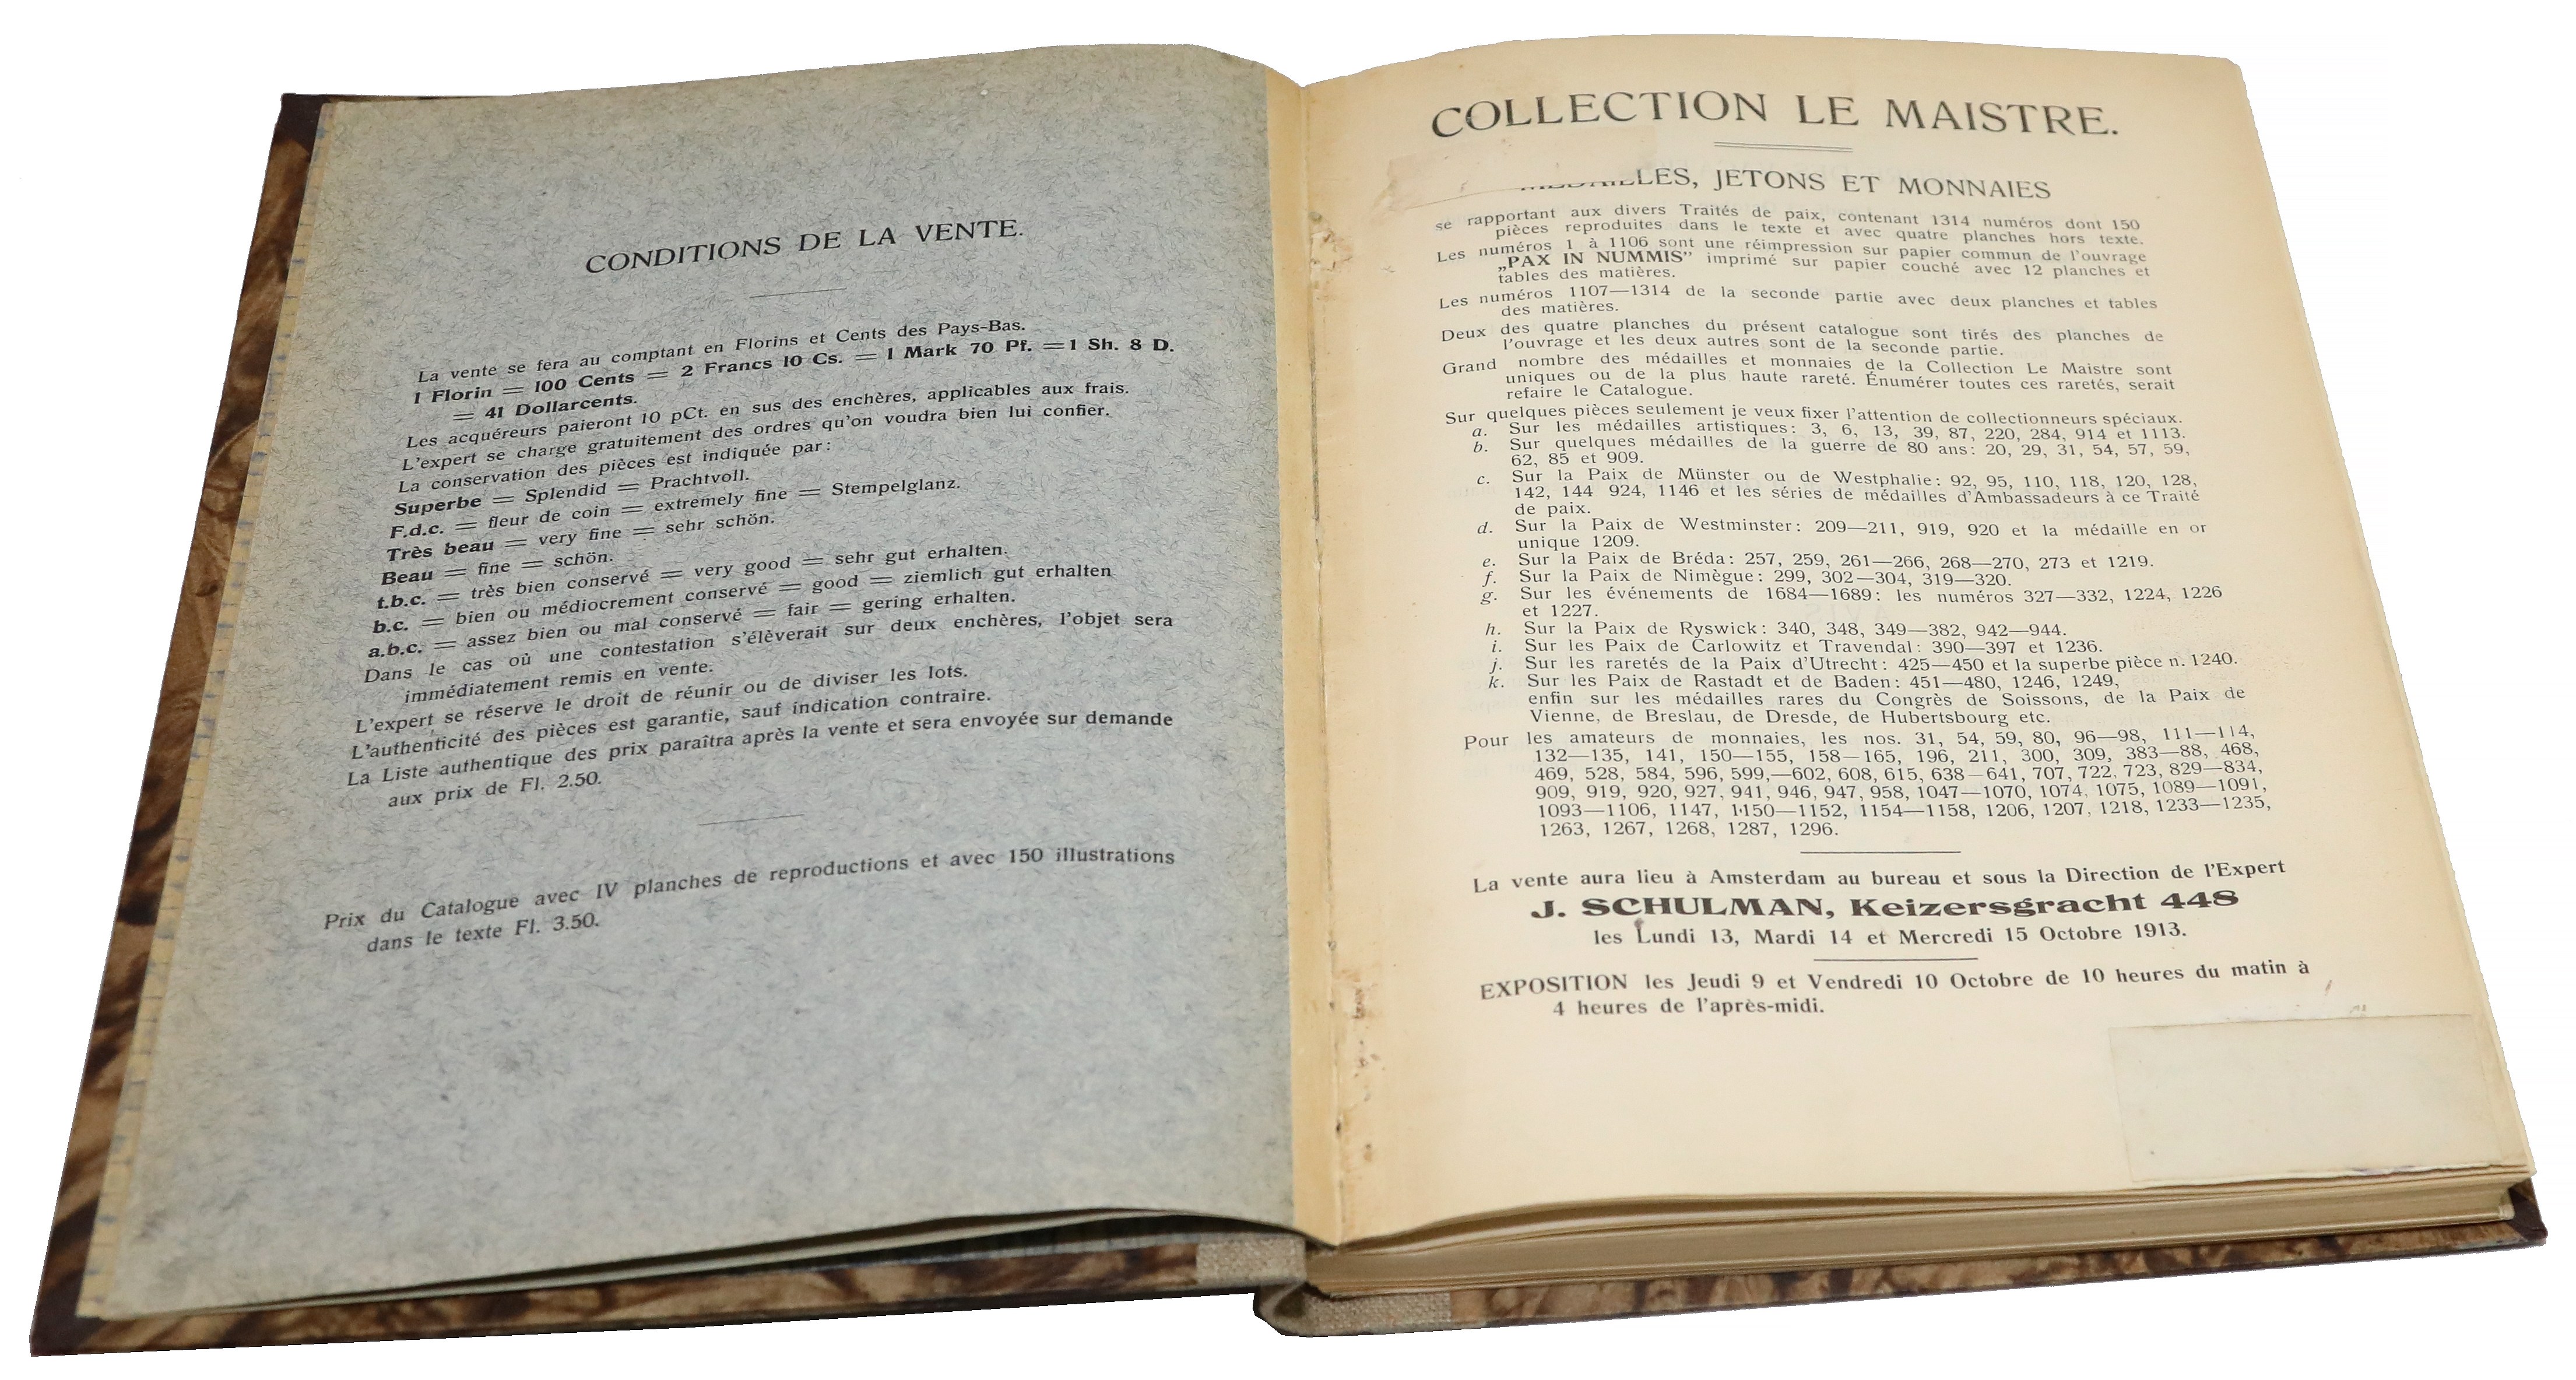 CONDITIONS DE LA VENTE.
La vente se fera au comptant en Florins et Cents des Pays-Bas.
1 Florin = 100 Cents = 2 Francs 10 Cs. = 1 Mark 70 Pf. = 1 Sh. 8 D.
= 41 Dollarcents.
Les acquéreurs paieront 10 pCt. en sus des enchères, applicables aux frais.
L'expert se charge gratuitement des ordres qu'on voudra bien lui confier.
La conservation des pièces est indiquée par:
Superbe = Splendid = Prachtvoll.
F.d.c. = fleur de coin = extremely fine = Stempelglanz.
Très beau = very fine = sehr schön.
Beau = fine = schön.
t.b.c. = très bien conservé = very good = sehr gut erhalten.
b.c. = bien ou médiocrement conservé = good = ziemlich gut erhalten
a.b.c. = assez bien ou mal conservé = fair = gering erhalten.
Dans le cas où une contestation s'élèverait sur deux enchères, l'objet sera
immédiatement remis en vente.
L'expert se réserve le droit de réunir ou de diviser les lots.
L'authenticité des pièces est garantie, sauf indication contraire.
La Liste authentique des prix paraîtra après la vente et sera envoyée sur demande
aux prix de Fl. 2.50.
Prix du Catalogue avec IV planches de reproductions et avec 150 illustrations
dans le texte Fl. 3.50.
COLLECTION LE MAISTRE.
MÉDAILLES, JETONS ET MONNAIES
se rapportant aux divers Traités de paix, contenant 1314 numéros dont 150
pièces reproduites dans le texte et avec quatre planches hors texte.
Les numéros 1 à 1106 sont une réimpression sur papier commun de l'ouvrage
„PAX IN NUMMIS" imprimé sur papier couché avec 12 planches et
tables des matières.
Les numéros 1107—1314 de la seconde partie avec deux planches et tables
des matières.
Deux des quatre planches du présent catalogue sont tirés des planches de
l'ouvrage et les deux autres sont de la seconde partie.
Grand nombre des médailles et monnaies de la Collection Le Maistre sont
uniques ou de la plus haute rareté. Énumérer toutes ces raretés, serait
refaire le Catalogue.
Sur quelques pièces seulement je veux fixer l'attention de collectionneurs spéciaux.
a. Sur les médailles artistiques: 3, 6, 13, 39, 87, 220, 284, 914 et 1113.
b. Sur quelques médailles de la guerre de 80 ans: 20, 29, 31, 54, 57, 59,
62, 85 et 909.
c. Sur la Paix de Münster ou de Westphalie: 92, 95, 110, 118, 120, 128,
142, 144 924, 1146 et les séries de médailles d'Ambassadeurs à ce Traité
de paix.
d. Sur la Paix de Westminster: 209—211, 919, 920 et la médaille en or
unique 1209.
e. Sur la Paix de Bréda: 257, 259, 261—266, 268—270, 273 et 1219.
f. Sur la Paix de Nimègue: 299, 302—304, 319—320.
g. Sur les événements de 1684—1689: les numéros 327—332, 1224, 1226
et 1227.
h. Sur la Paix de Ryswick: 340, 348, 349—382, 942—944.
i. Sur les Paix de Carlowitz et Travendal: 390—397 et 1236.
j. Sur les raretés de la Paix d'Utrecht: 425—450 et la superbe pièce n. 1240.
k. Sur les Paix de Rastadt et de Baden: 451—480, 1246, 1249,
enfin sur les médailles rares du Congrès de Soissons, de la Paix de
Vienne, de Breslau, de Dresde, de Hubertsbourg etc.
Pour les amateurs de monnaies, les nos. 31, 54, 59, 80, 96—98, 111—114,
132—135, 141, 150—155, 158—165, 196, 211, 300, 309, 383—88, 468,
469, 528, 584, 596, 599,—602, 608, 615, 638—641, 707, 722, 723, 829—834,
909, 919, 920, 927, 941, 946, 947, 958, 1047—1070, 1074, 1075, 1089—1091,
1093—1106, 1147, 1150—1152, 1154—1158, 1206, 1207, 1218, 1233—1235,
1263, 1267, 1268, 1287, 1296.
La vente aura lieu à Amsterdam au bureau et sous la Direction de l'Expert
J. SCHULMAN, Keizersgracht 448
les Lundi 13, Mardi 14 et Mercredi 15 Octobre 1913.
EXPOSITION les Jeudi 9 et Vendredi 10 Octobre de 10 heures du matin à
4 heures de l'après-midi.